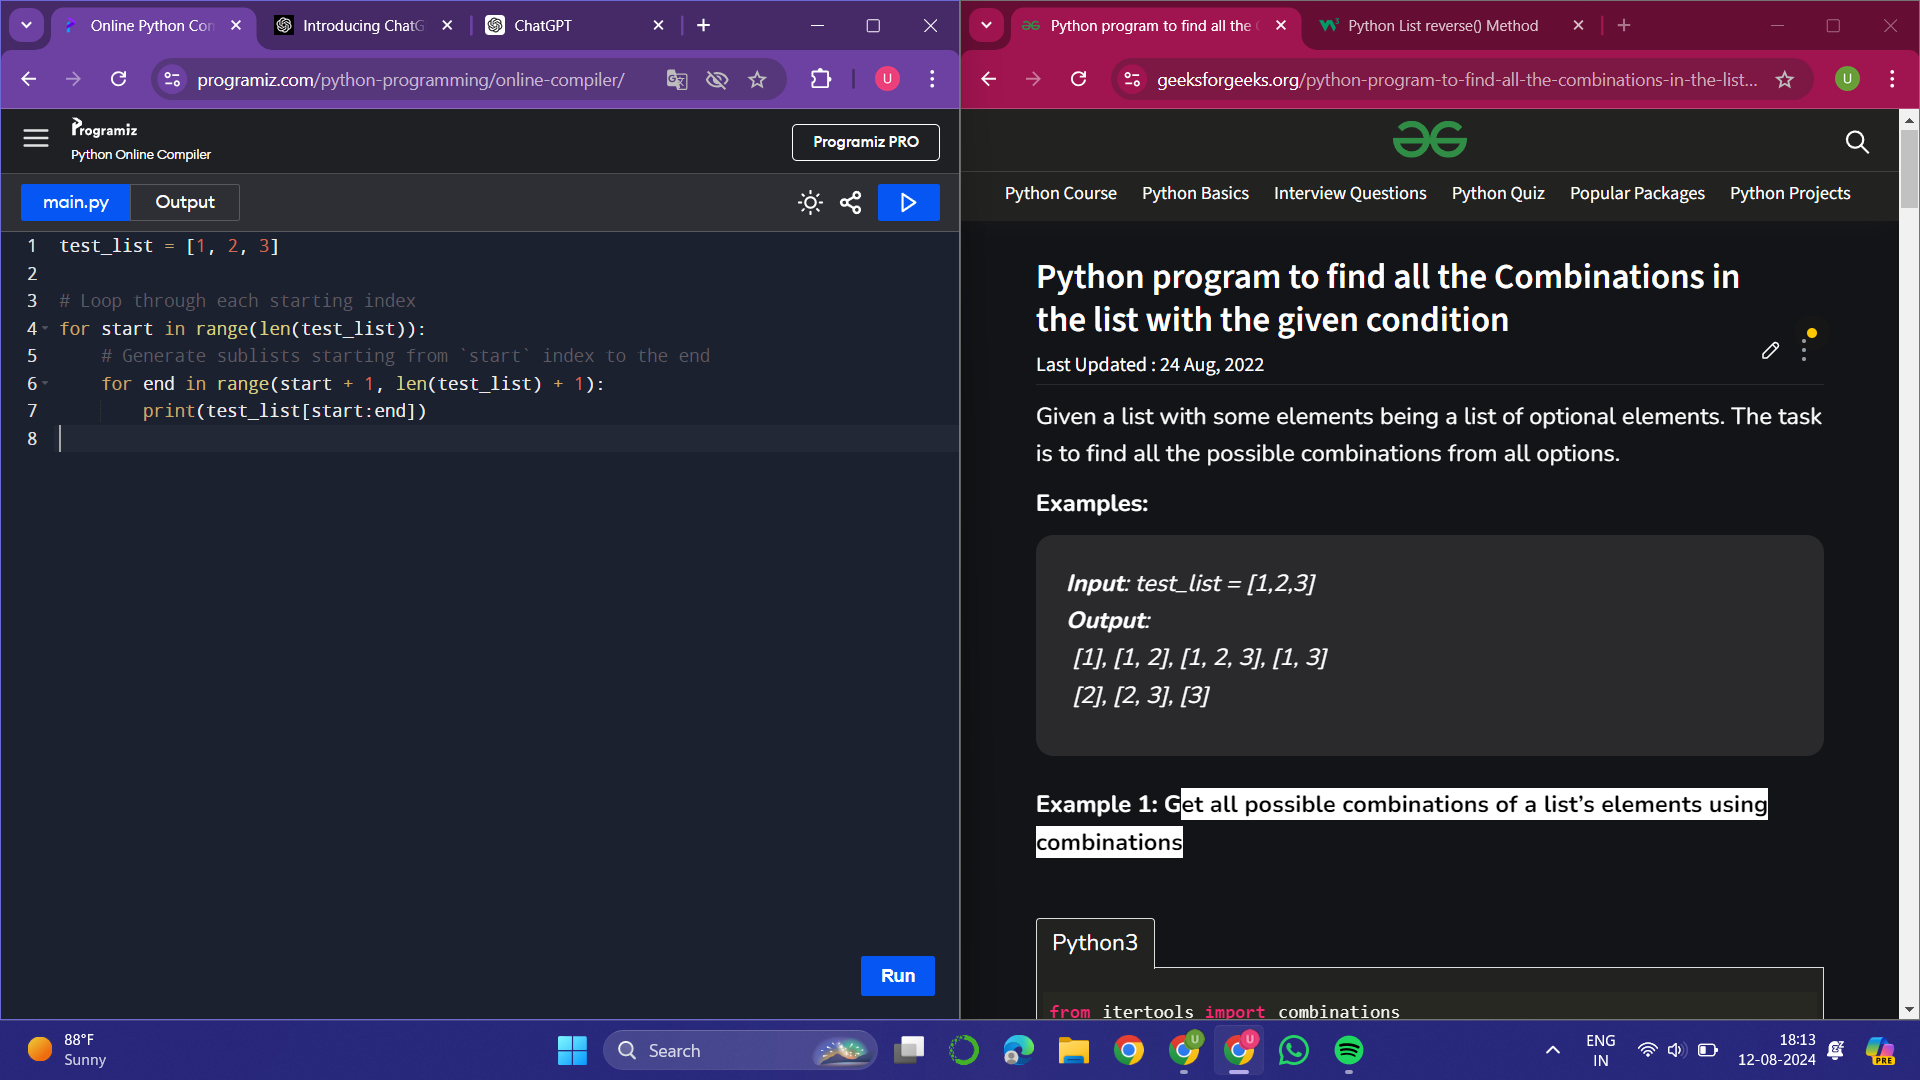 Online Python Com
Introducing ChatG
ChatGPT
programiz.com/python-programming/online-compiler/
U
Programiz
Python Online Compiler
Programiz PRO
main.py
Output
1 test_list = [1, 2, 3]
2
3 # Loop through each starting index
4 for start in range(len(test_list)):
5 # Generate sublists starting from `start` index to the end
6 for end in range(start + 1, len(test_list) + 1):
7 print(test_list[start:end])
8
Run
Python program to find all the
Python List reverse() Method
geeksforgeeks.org/python-program-to-find-all-the-combinations-in-the-list...
U
Python Course Python Basics Interview Questions Python Quiz Popular Packages Python Projects
Python program to find all the Combinations in
the list with the given condition
Last Updated : 24 Aug, 2022
Given a list with some elements being a list of optional elements. The task
is to find all the possible combinations from all options.
Examples:
Input: test_list = [1,2,3]
Output:
[1], [1, 2], [1, 2, 3], [1, 3]
[2], [2, 3], [3]
Example 1: Get all possible combinations of a list’s elements using
combinations
Python3
from itertools import combinations
88°F
Sunny
Search
U
U
ENG
IN
18:13
12-08-2024
PRE